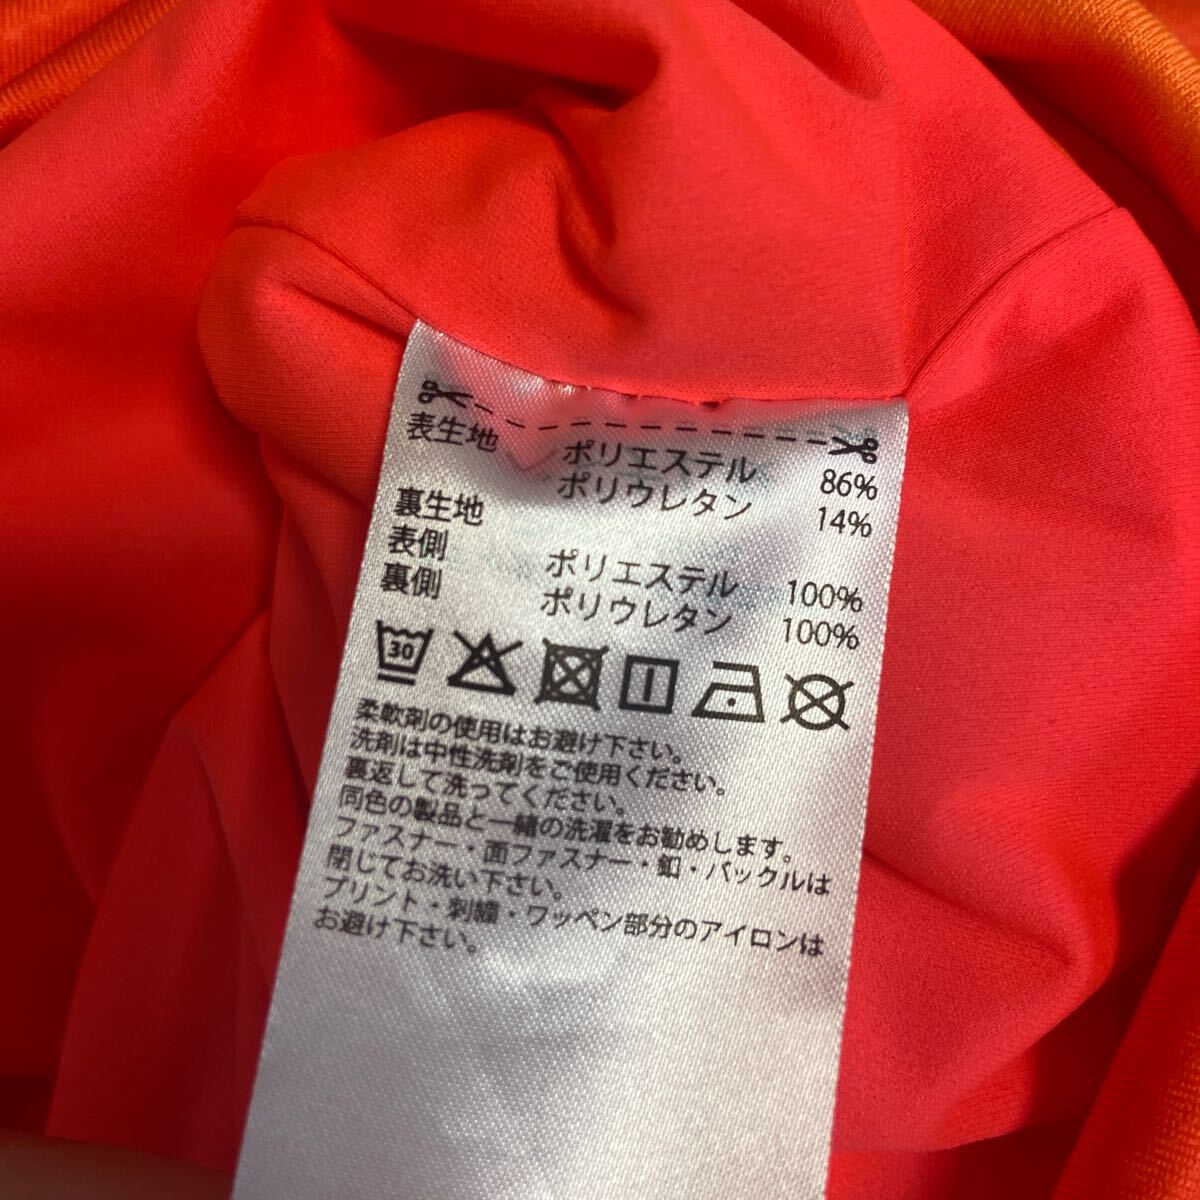 表生地 ポリエステル 86%
ポリウレタン 14%
裏生地
表側 ポリエステル 100%
裏側 ポリウレタン 100%
30
柔軟剤の使用はお避け下さい。
洗剤は中性洗剤をご使用ください。
裏返して洗ってください。
同色の製品と一緒の洗濯をお勧めします。
ファスナー・面ファスナー・釦・バックルは
閉じてお洗い下さい。
プリント・刺繍・ワッペン部分のアイロンは
お避け下さい。